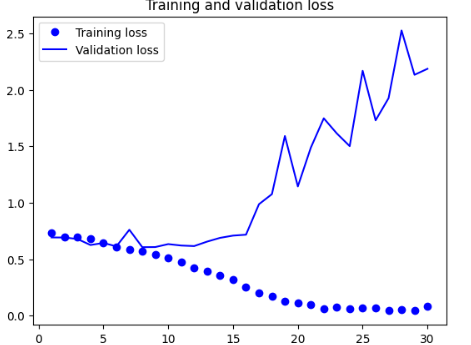 Training and validation loss
Training loss
Validation loss
2.5
2.0
1.5
1.0
0.5
0.0
0 5 10 15 20 25 30